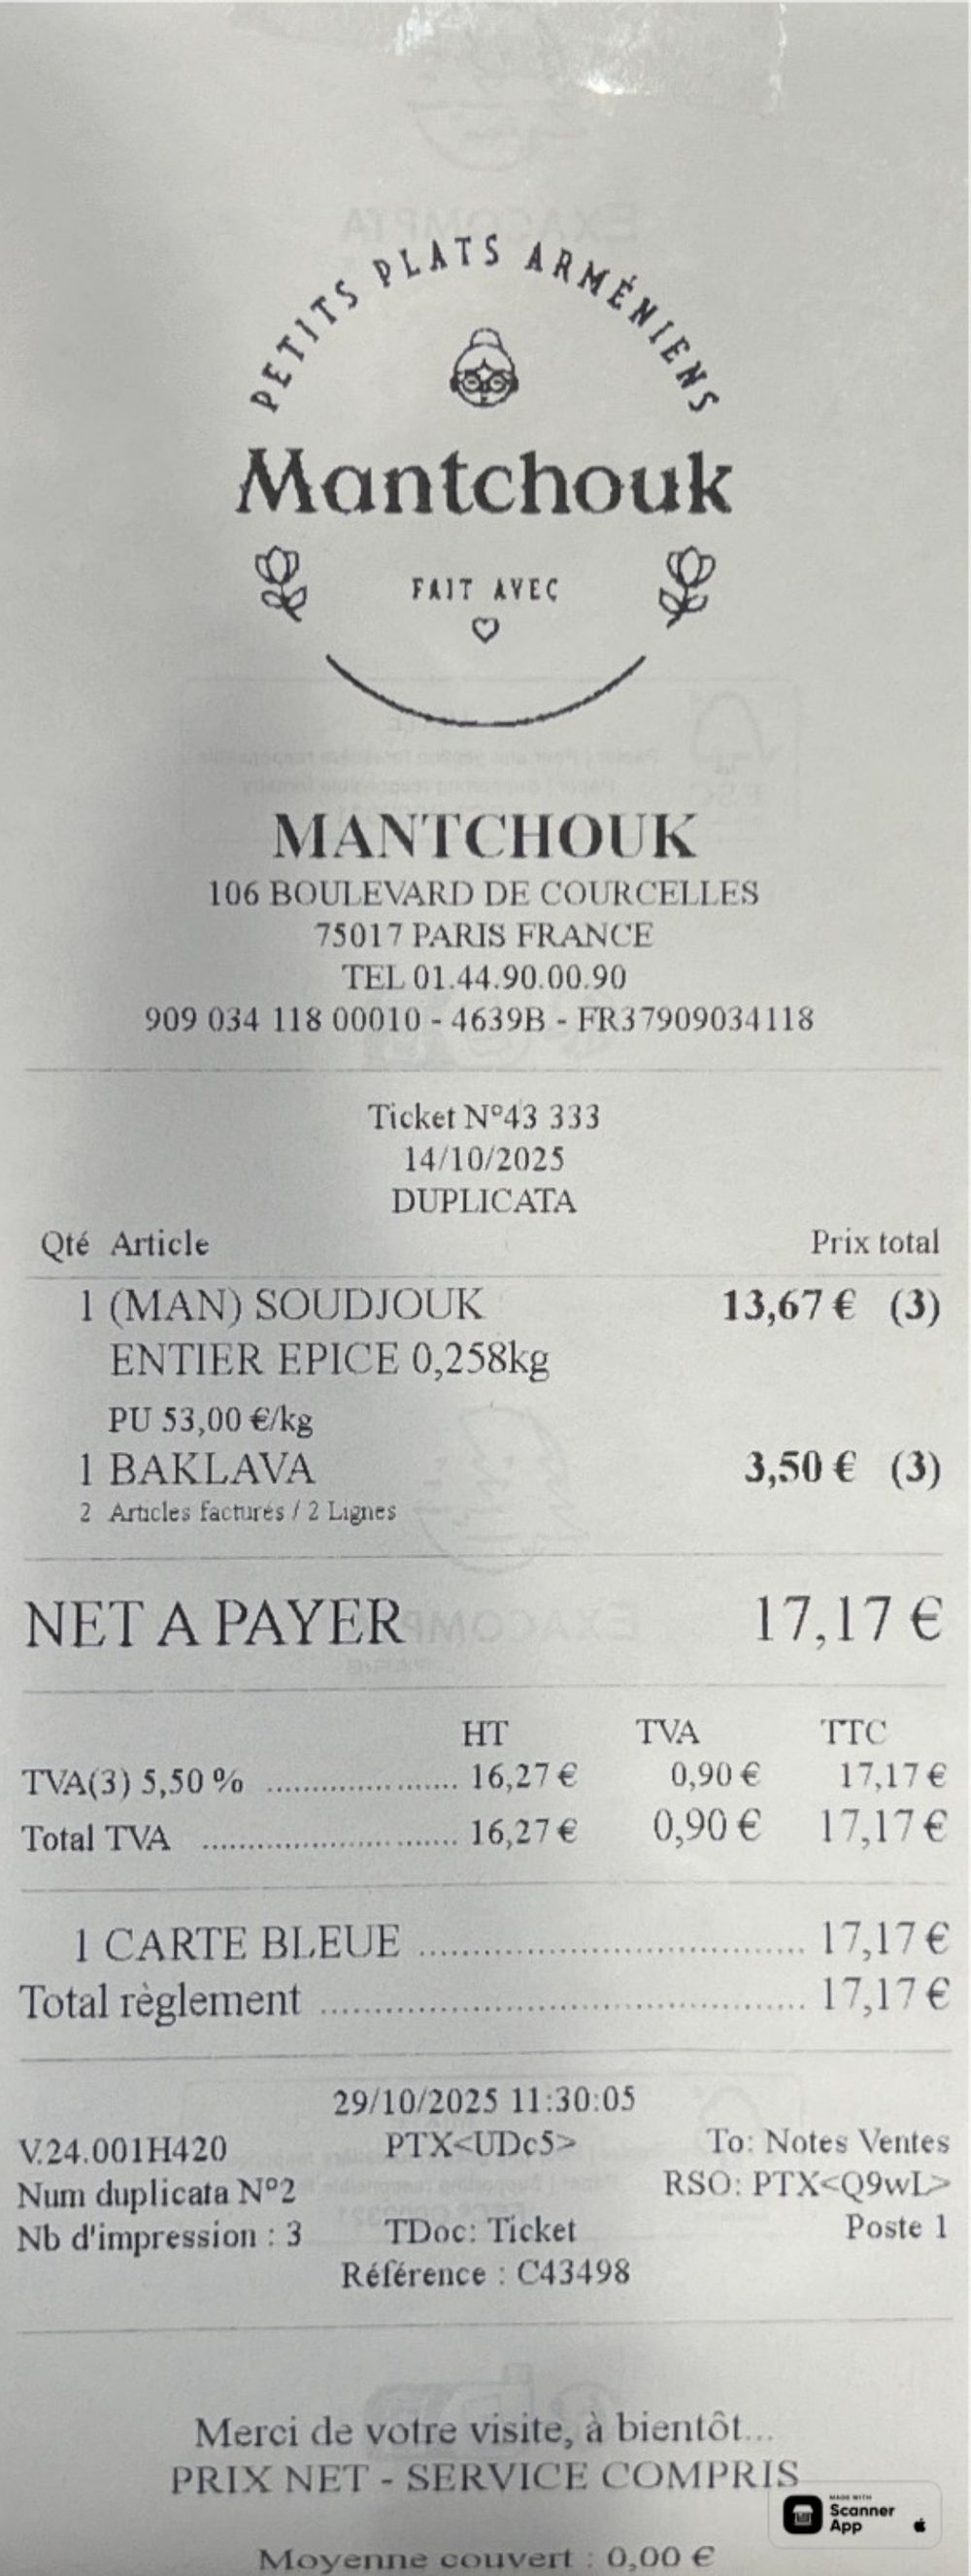 PETITS PLATS ARMÉNIENS
Mantchouk
FAIT AVEC
MANTCHOUK
106 BOULEVARD DE COURCELLES
75017 PARIS FRANCE
TEL 01.44.90.00.90
909 034 118 00010 - 4639B - FR37909034118
Ticket N°43 333
14/10/2025
DUPLICATA
Qté Article Prix total
1 (MAN) SOUDJOUK 13,67 € (3)
ENTIER EPICE 0,258kg
PU 53,00 €/kg
1 BAKLAVA 3,50 € (3)
2 Articles facturés / 2 Lignes
NET A PAYER 17,17 €
HT TVA TTC
TVA(3) 5,50 % ..................... 16,27 € 0,90 € 17,17 €
Total TVA ............................ 16,27 € 0,90 € 17,17 €
1 CARTE BLEUE .......................................... 17,17 €
Total règlement ..................................................... 17,17 €
29/10/2025 11:30:05
V.24.001H420 PTX<UDc5> To: Notes Ventes
Num duplicata N°2 RSO: PTX<Q9wL>
Nb d'impression : 3 TDoc: Ticket Poste 1
Référence : C43498
Merci de votre visite, à bientôt...
PRIX NET - SERVICE COMPRIS
MADE WITH
Scanner
App
Moyenne couvert : 0,00 €